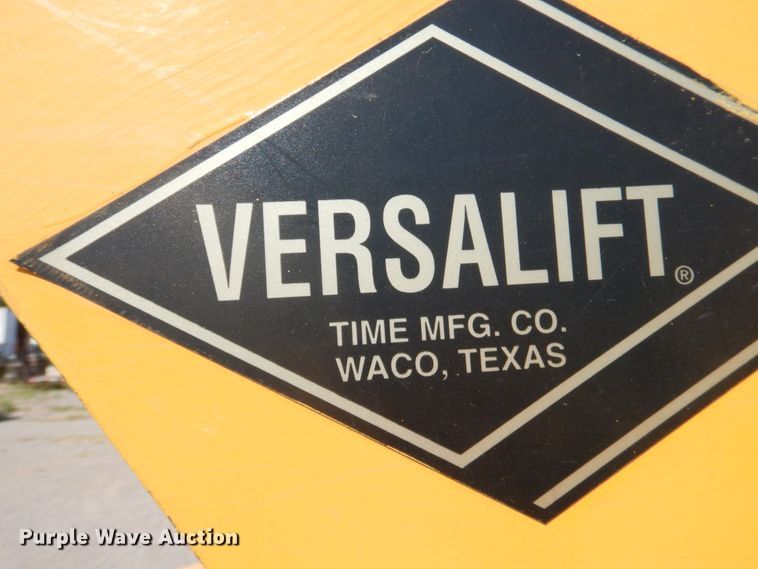 VERSALIFT®
TIME MFG. CO.
WACO, TEXAS
Purple Wave Auction